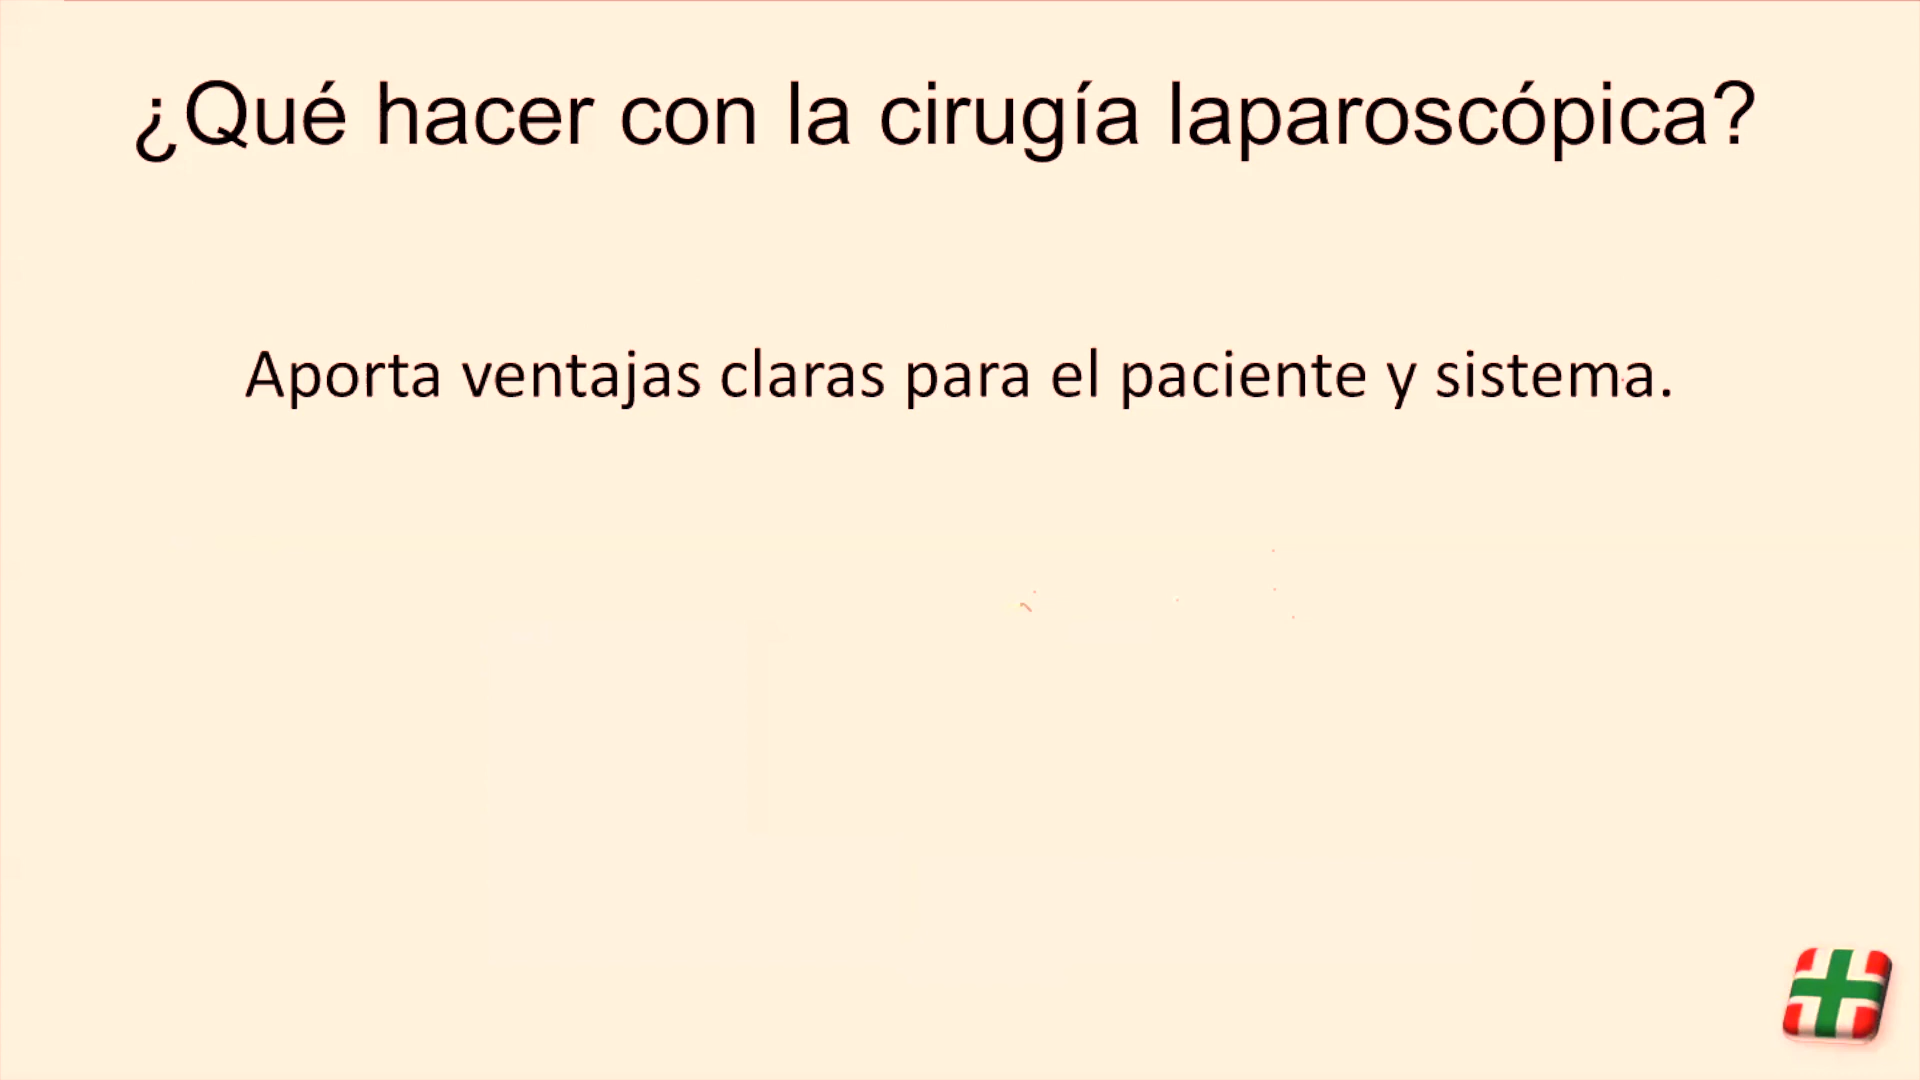 ¿Qué hacer con la cirugía laparoscópica?
Aporta ventajas claras para el paciente y sistema.